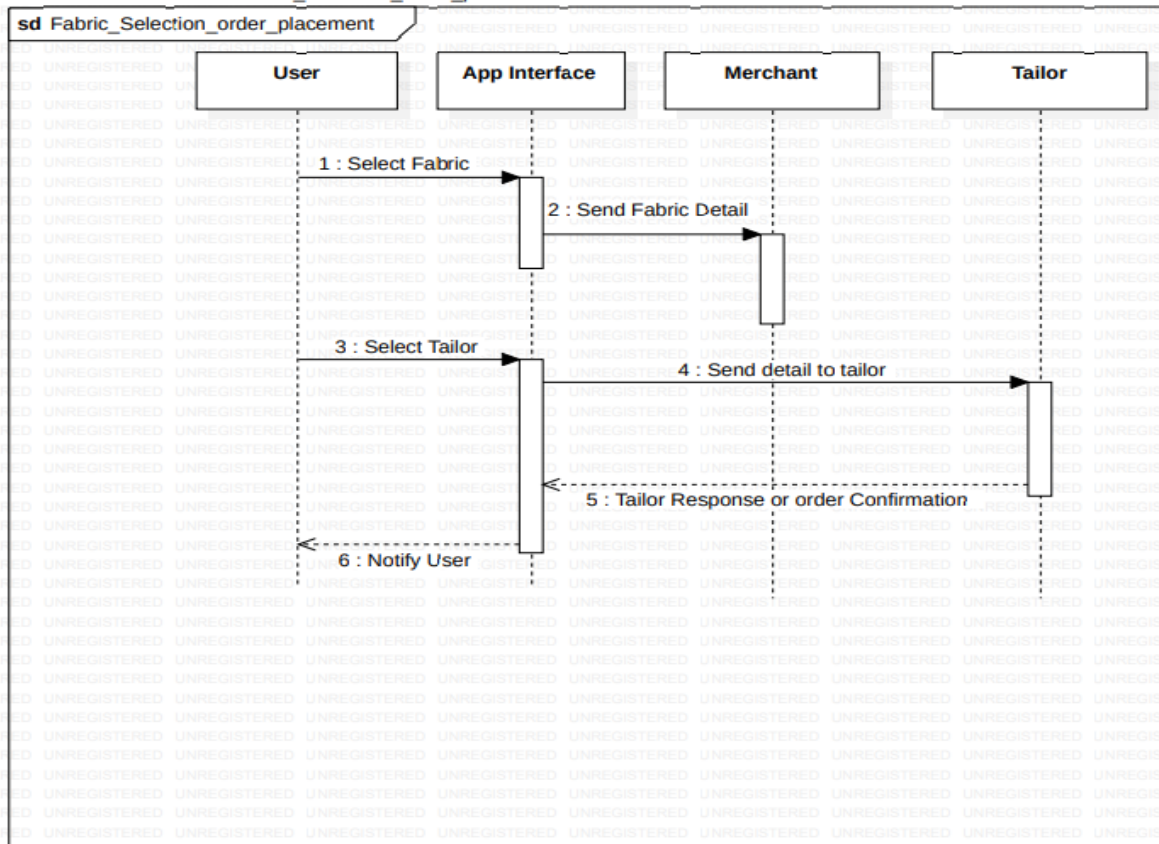 sd Fabric_Selection_order_placement
User
App Interface
Merchant
Tailor
1 : Select Fabric
2 : Send Fabric Detail
3 : Select Tailor
4 : Send detail to tailor
5 : Tailor Response or order Confirmation
6 : Notify User
UNREGISTERED